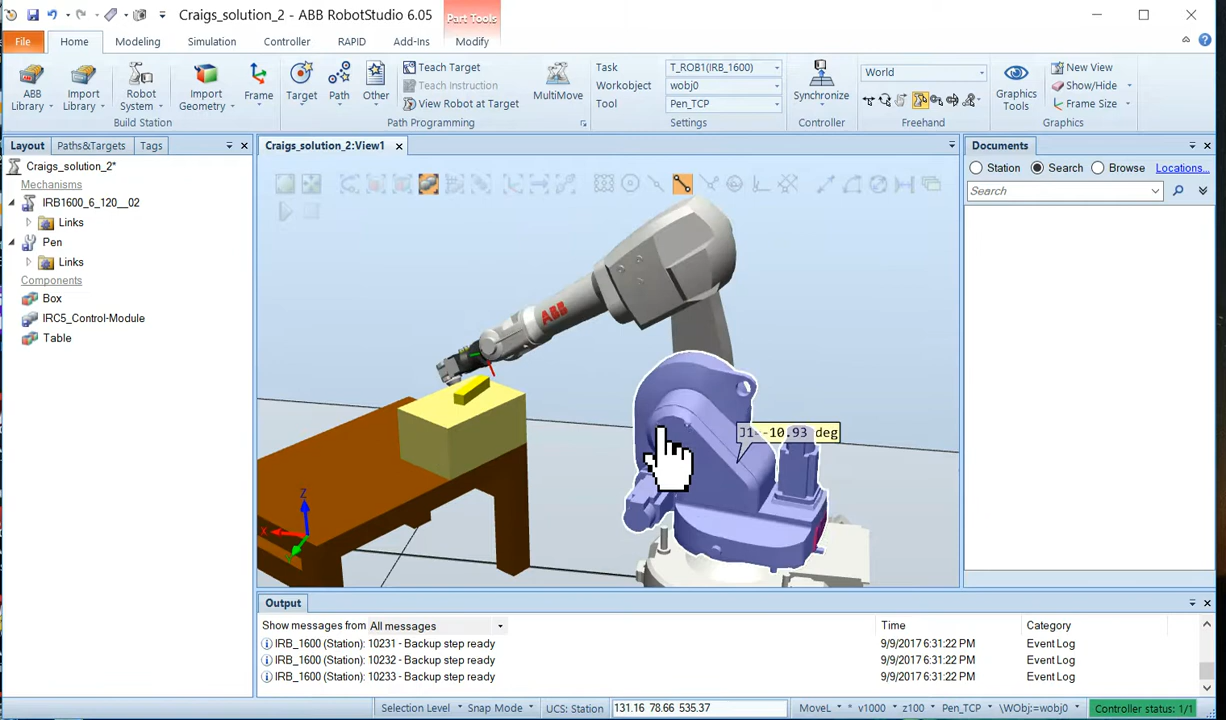 Craigs_solution_2 - ABB RobotStudio 6.05
Part Tools
File
Home
Modeling
Simulation
Controller
RAPID
Add-Ins
Modify
ABB Library
Import Library
Robot System
Import Geometry
Frame
Build Station
Target
Path
Other
Teach Target
Teach Instruction
View Robot at Target
MultiMove
Path Programming
Task T_ROB1(IRB_1600)
Workobject wobj0
Tool Pen_TCP
Settings
Synchronize
Controller
World
Freehand
Graphics Tools
New View
Show/Hide
Frame Size
Graphics
Layout
Paths&Targets
Tags
Craigs_solution_2*
Mechanisms
IRB1600_6_120__02
Links
Pen
Links
Components
Box
IRC5_Control-Module
Table
Craigs_solution_2:View1
ABB
J1--10.93 deg
Z
X
Documents
Station
Search
Browse
Locations...
Search
Output
Show messages from All messages
Time
Category
IRB_1600 (Station): 10231 - Backup step ready 9/9/2017 6:31:22 PM Event Log
IRB_1600 (Station): 10232 - Backup step ready 9/9/2017 6:31:22 PM Event Log
IRB_1600 (Station): 10233 - Backup step ready 9/9/2017 6:31:22 PM Event Log
Selection Level
Snap Mode
UCS: Station
131.16 78.66 535.37
MoveL * v1000 z100 Pen_TCP \WObj:=wobj0
Controller status: 1/1